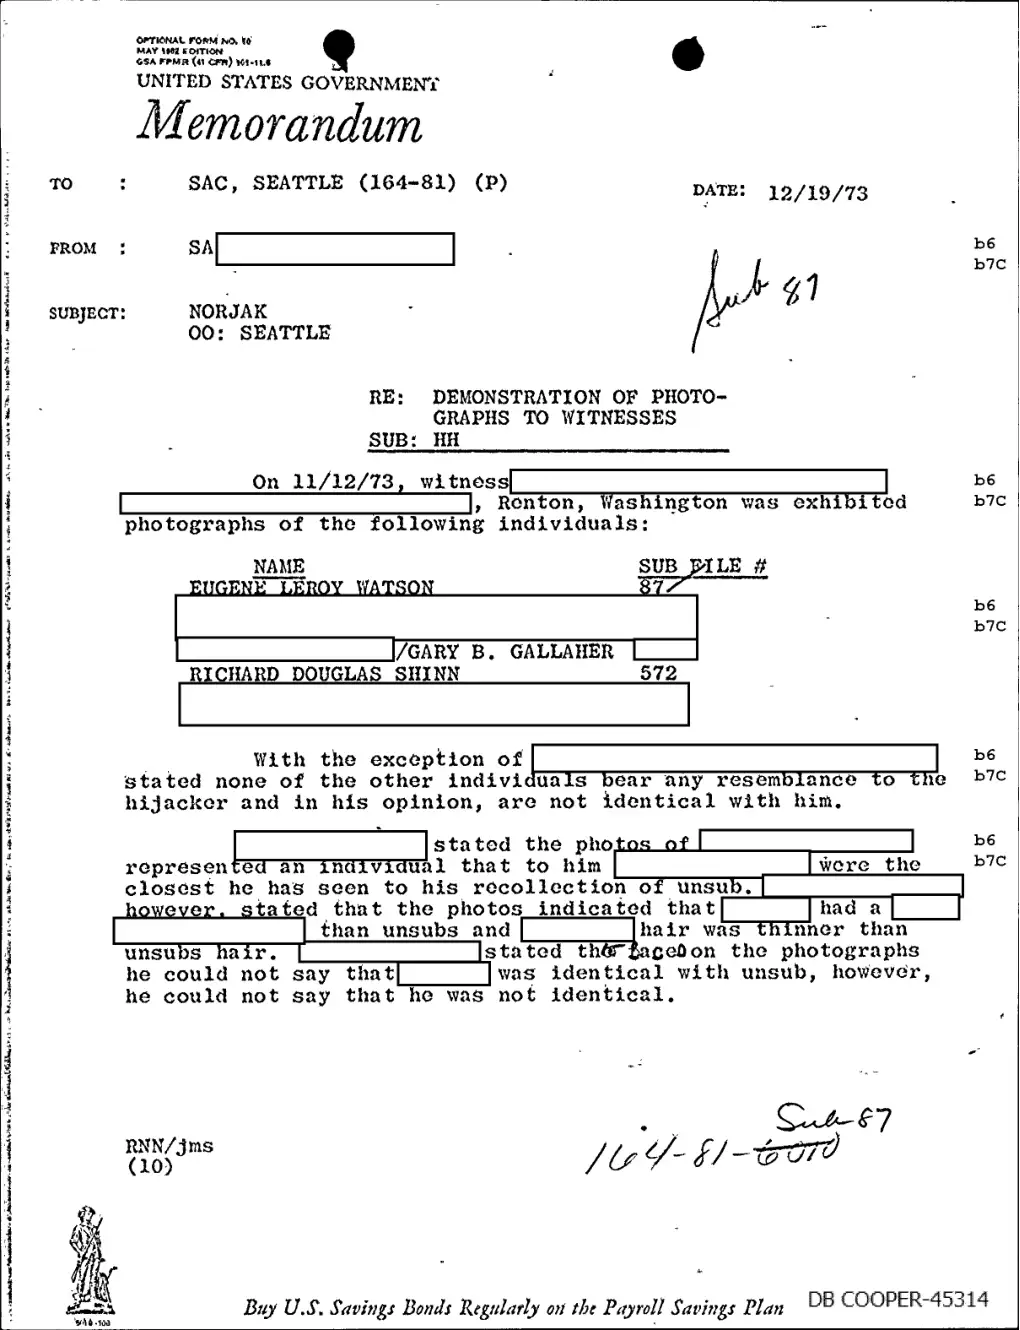 OPTIONAL FORM NO. 10
MAY 1962 EDITION
GSA FPMR (41 CFR) 101-11.6
UNITED STATES GOVERNMENT
Memorandum
TO : SAC, SEATTLE (164-81) (P)
DATE: 12/19/73
FROM : SA
b6
b7C
Sub 87
SUBJECT: NORJAK
OO: SEATTLE
RE: DEMONSTRATION OF PHOTO-
GRAPHS TO WITNESSES
SUB: HH
On 11/12/73, witness
b6
, Renton, Washington was exhibited
b7C
photographs of the following individuals:
NAME SUB FILE #
EUGENE LEROY WATSON 87
b6
b7C
/GARY B. GALLAHER
RICHARD DOUGLAS SHINN 572
With the exception of
b6
stated none of the other individuals bear any resemblance to the
b7C
hijacker and in his opinion, are not identical with him.
stated the photos of
b6
represented an individual that to him were the
b7C
closest he has seen to his recollection of unsub.
however, stated that the photos indicated that had a
than unsubs and hair was thinner than
unsubs hair. stated the faces on the photographs
he could not say that was identical with unsub, however,
he could not say that he was not identical.
Sub 87
164-81-
RNN/jms
(10)
Buy U.S. Savings Bonds Regularly on the Payroll Savings Plan
DB COOPER-45314